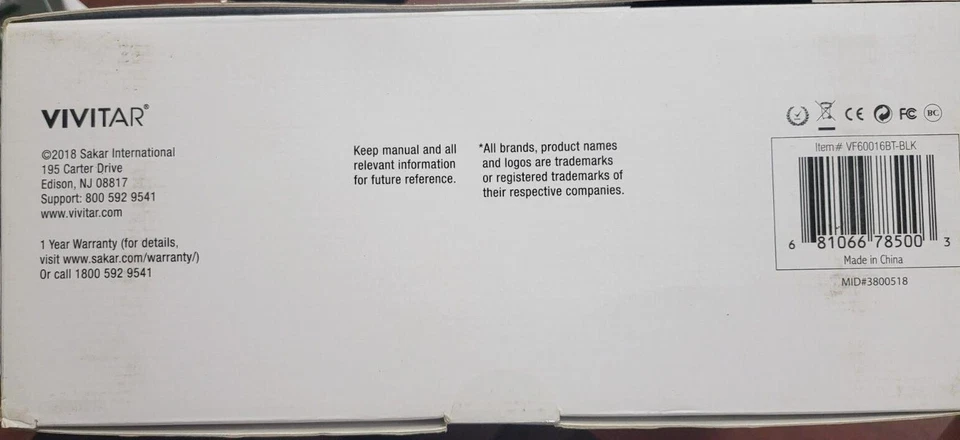 VIVITAR®
©2018 Sakar International
195 Carter Drive
Edison, NJ 08817
Support: 800 592 9541
www.vivitar.com
1 Year Warranty (for details,
visit www.sakar.com/warranty/)
Or call 1800 592 9541
Keep manual and all
relevant information
for future reference.
*All brands, product names
and logos are trademarks
or registered trademarks of
their respective companies.
CE FC BC
Item# VF60016BT-BLK
6 81066 78500 3
Made in China
MID#3800518